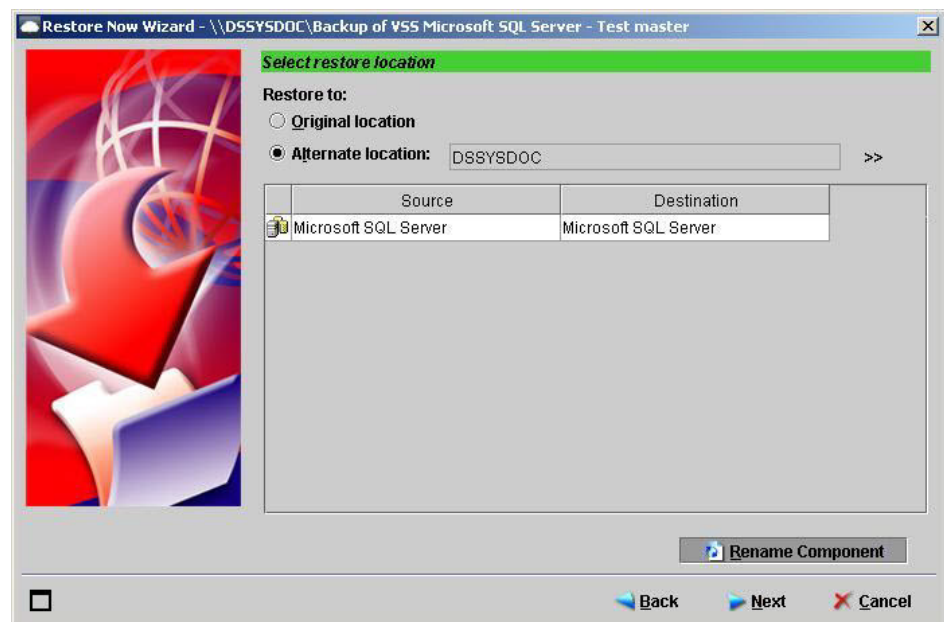 Restore Now Wizard - \\DSSYSDOC\Backup of VSS Microsoft SQL Server - Test master
Select restore location
Restore to:
Original location
Alternate location: DSSYSDOC >>
Source Destination
Microsoft SQL Server Microsoft SQL Server
Rename Component
Back Next Cancel